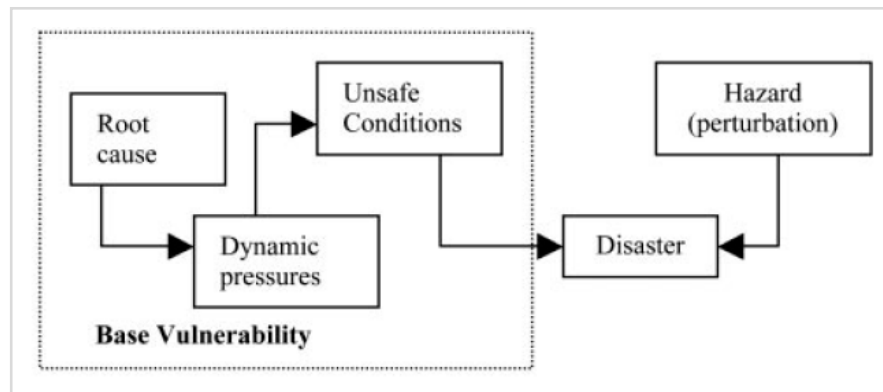 Root
cause
Dynamic
pressures
Unsafe
Conditions
Disaster
Hazard
(perturbation)
Base Vulnerability